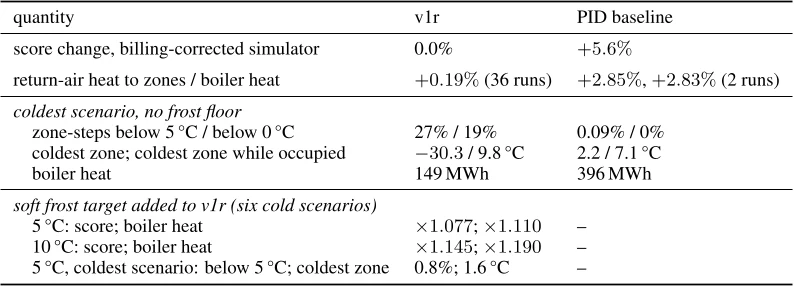 quantity v1r PID baseline
score change, billing-corrected simulator 0.0% +5.6%
return-air heat to zones / boiler heat +0.19% (36 runs) +2.85%, +2.83% (2 runs)
coldest scenario, no frost floor
zone-steps below 5 °C / below 0 °C 27% / 19% 0.09% / 0%
coldest zone; coldest zone while occupied −30.3 / 9.8 °C 2.2 / 7.1 °C
boiler heat 149 MWh 396 MWh
soft frost target added to v1r (six cold scenarios)
5 °C: score; boiler heat ×1.077; ×1.110 –
10 °C: score; boiler heat ×1.145; ×1.190 –
5 °C, coldest scenario: below 5 °C; coldest zone 0.8%; 1.6 °C –